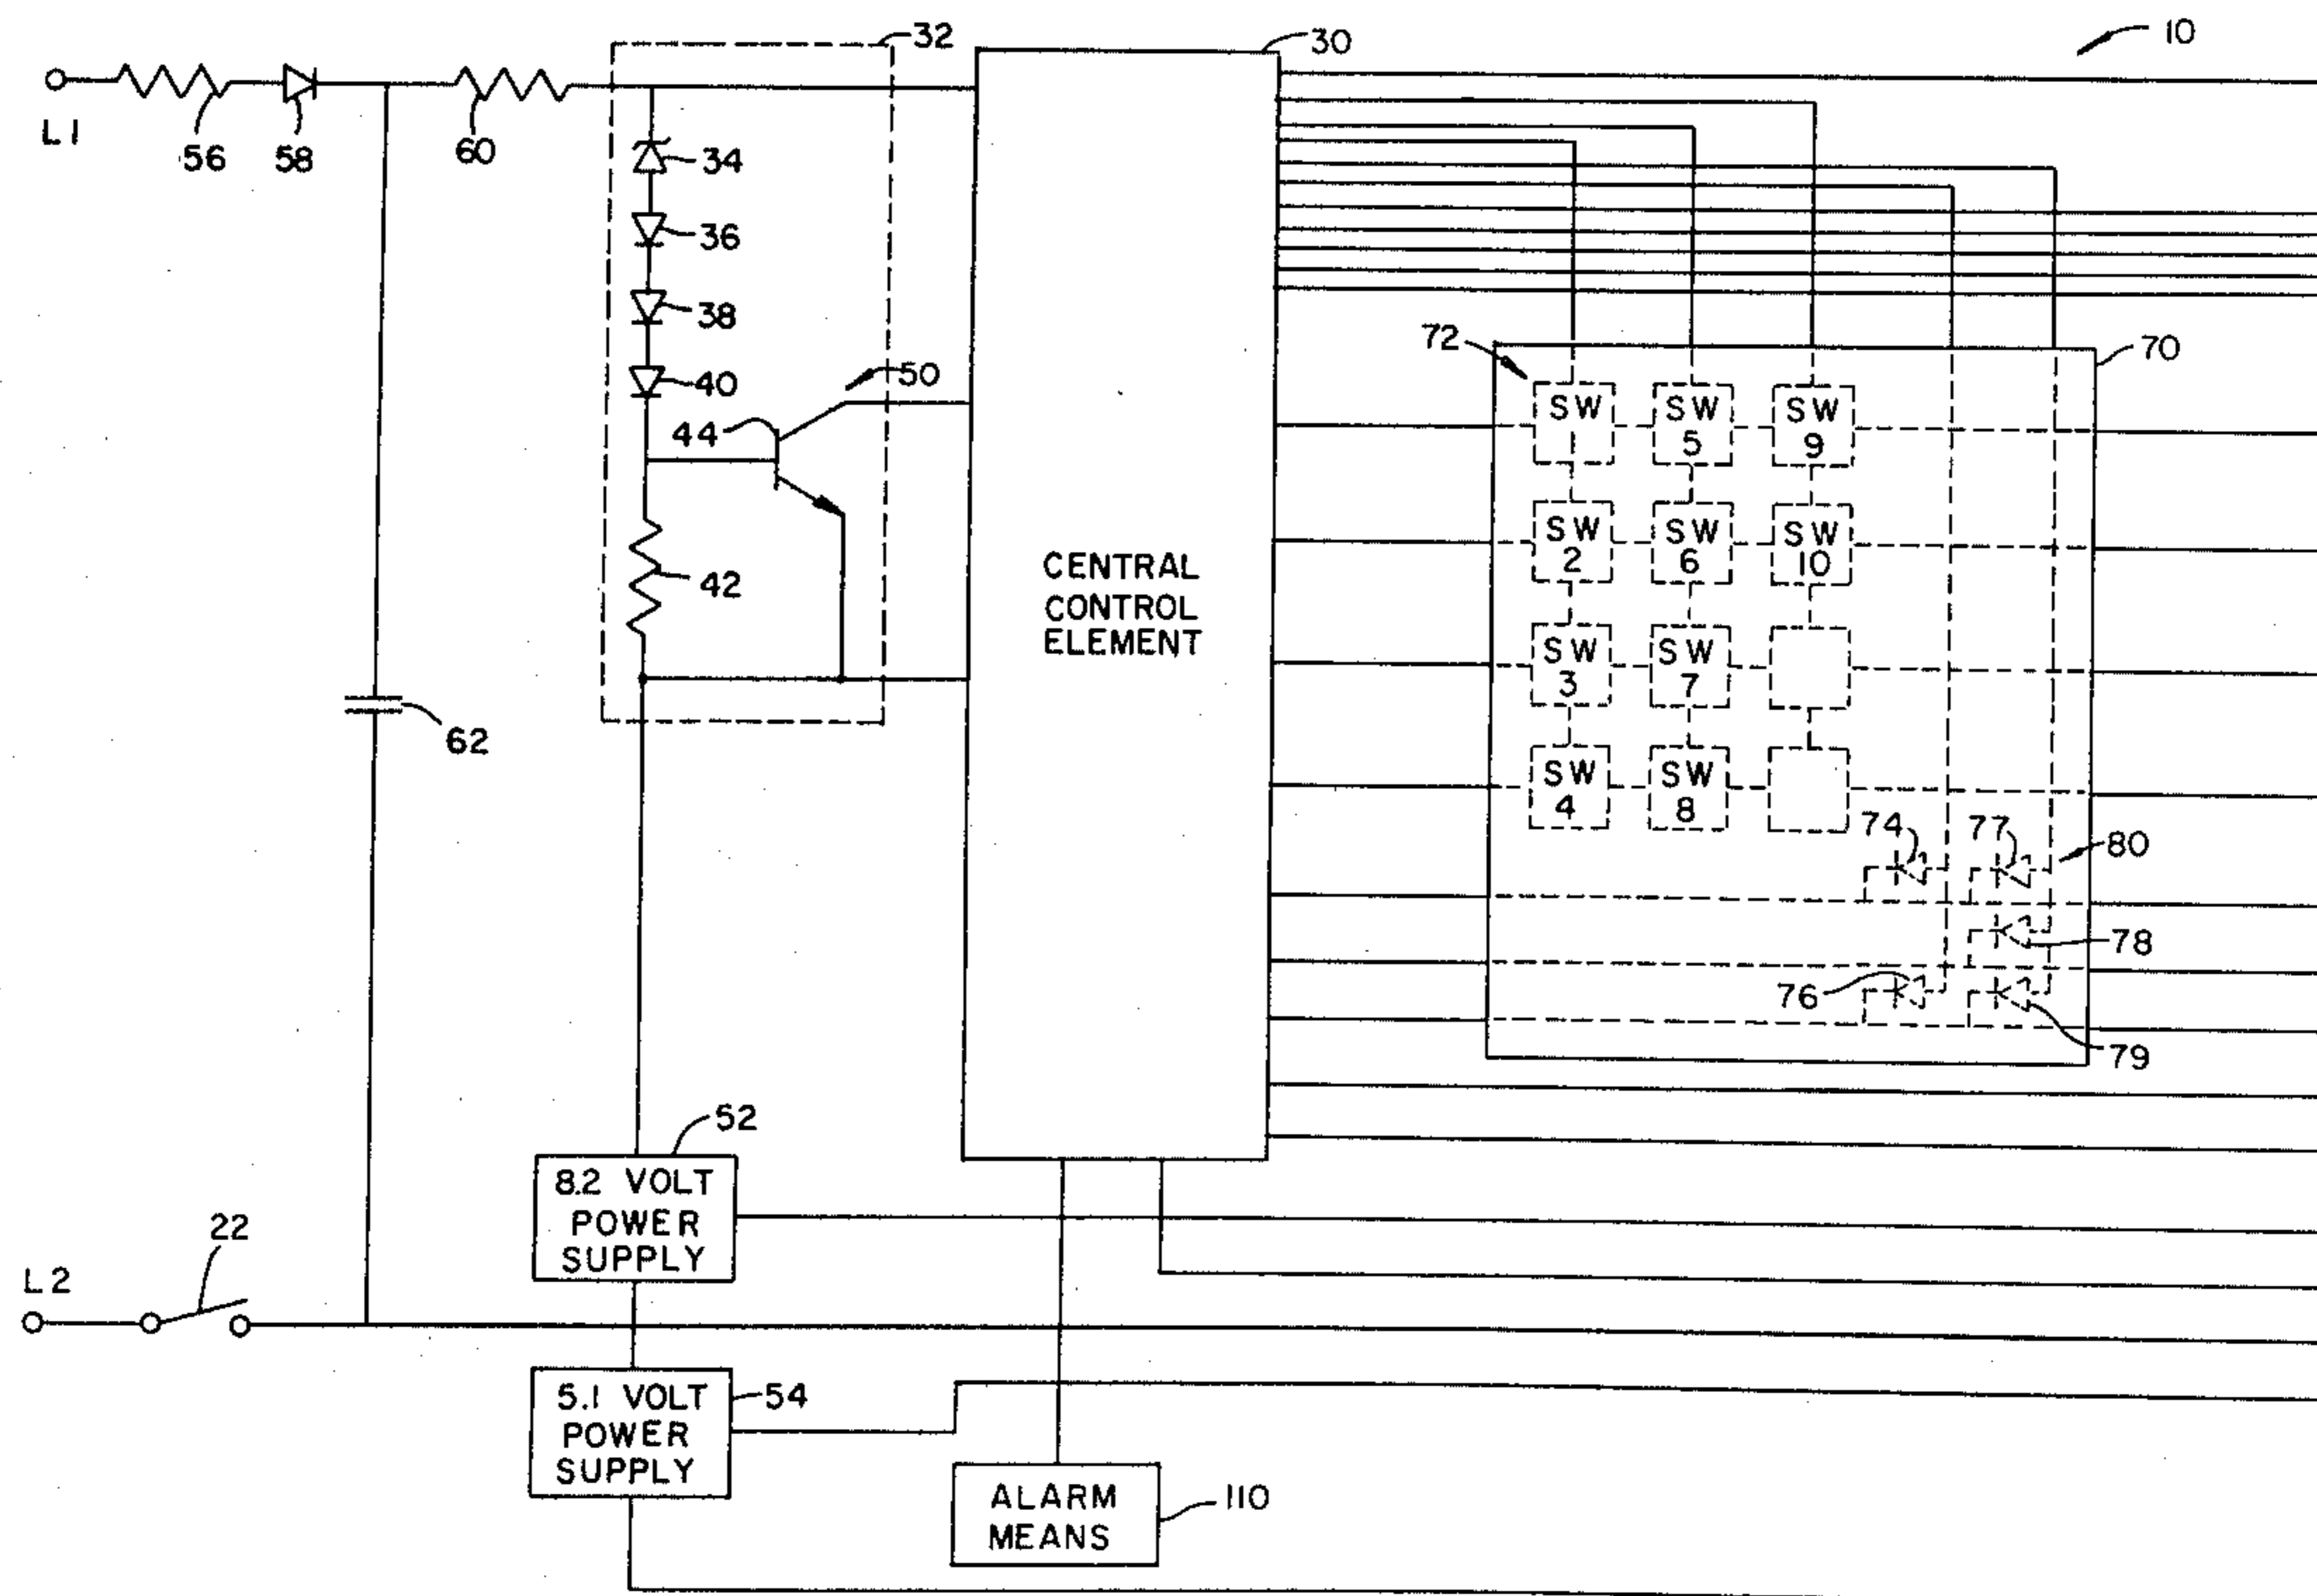 10
32
30
L1
56
58
60
34
36
38
40
50
44
42
62
CENTRAL
CONTROL
ELEMENT
72
70
SW
1
SW
5
SW
9
SW
2
SW
6
SW
10
SW
3
SW
7
SW
4
SW
8
74
77
80
78
76
79
52
8.2 VOLT
POWER
SUPPLY
22
L2
54
5.1 VOLT
POWER
SUPPLY
ALARM
MEANS
110